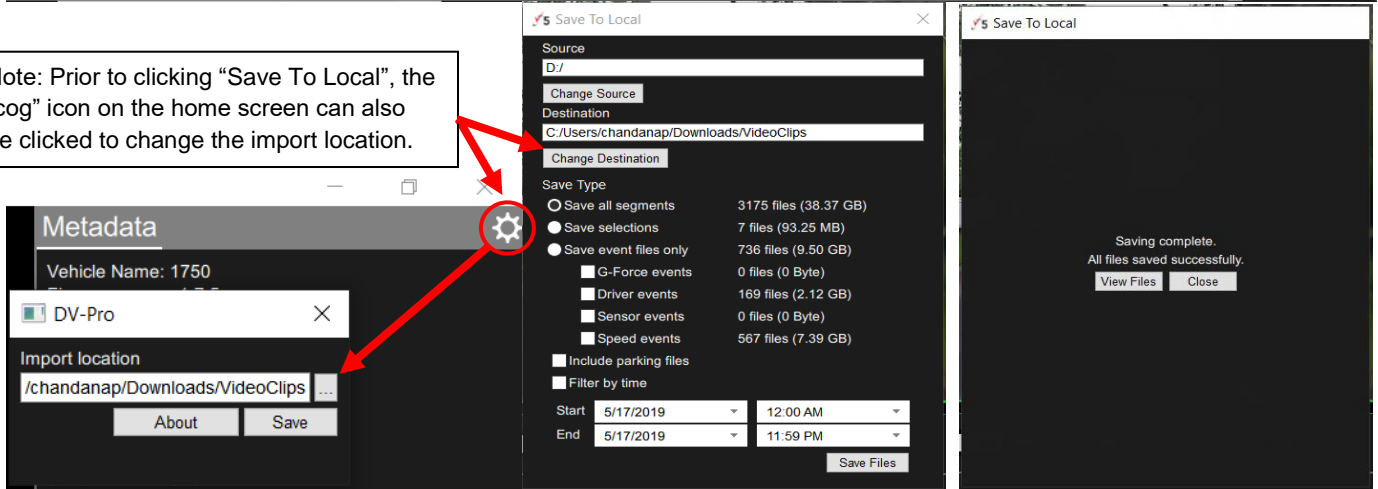 Note: Prior to clicking “Save To Local”, the
cog” icon on the home screen can also
e clicked to change the import location.
Metadata
Vehicle Name: 1750
DV-Pro
Import location
/chandanap/Downloads/VideoClips ...
About Save
5 Save To Local
Source
D:/
Change Source
Destination
C:/Users/chandanap/Downloads/VideoClips
Change Destination
Save Type
Save all segments 3175 files (38.37 GB)
Save selections 7 files (93.25 MB)
Save event files only 736 files (9.50 GB)
G-Force events 0 files (0 Byte)
Driver events 169 files (2.12 GB)
Sensor events 0 files (0 Byte)
Speed events 567 files (7.39 GB)
Include parking files
Filter by time
Start 5/17/2019 12:00 AM
End 5/17/2019 11:59 PM
Save Files
5 Save To Local
Saving complete.
All files saved successfully.
View Files Close